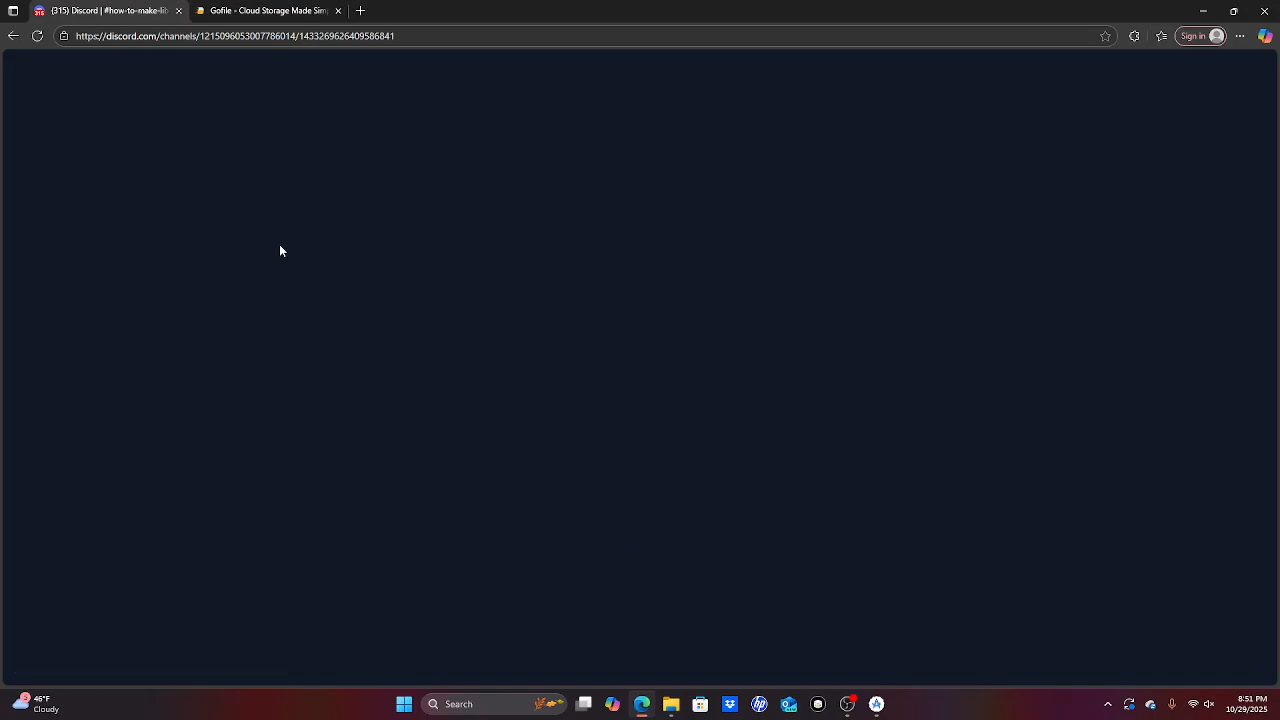 (315) Discord | #how-to-make-lib
Gofile - Cloud Storage Made Sim
https://discord.com/channels/1215096053007786014/1433269626409586841
Sign in
46°F
Cloudy
Search
8:51 PM
10/29/2025